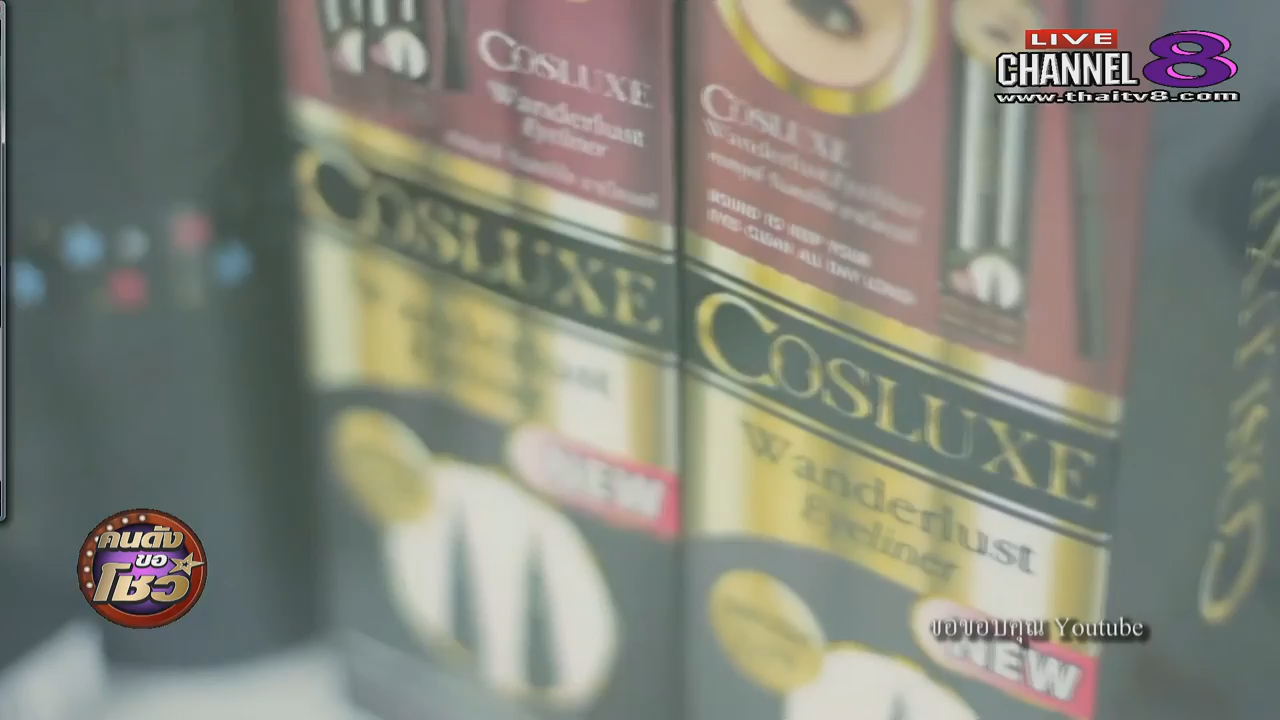 LIVE
CHANNEL 8
www.thaitv8.com
COSLUXE
Wanderlust
Eyeliner
COSLUXE
Wanderlust Eyeliner
COSLUXE
COSLUXE
Wanderlust
Eyeliner
NEW
NEW
คนดัง
ขอ
โชว์
ขอขอบคุณ Youtube